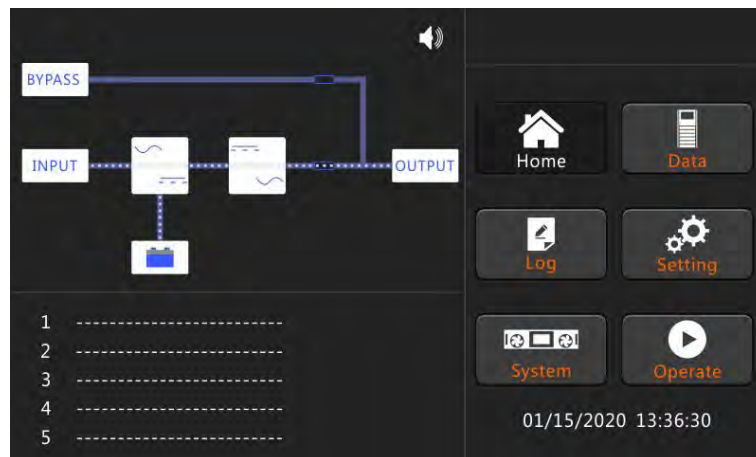 BYPASS
INPUT
OUTPUT
1 -------------------------
2 -------------------------
3 -------------------------
4 -------------------------
5 -------------------------
Home
Data
Log
Setting
System
Operate
01/15/2020 13:36:30